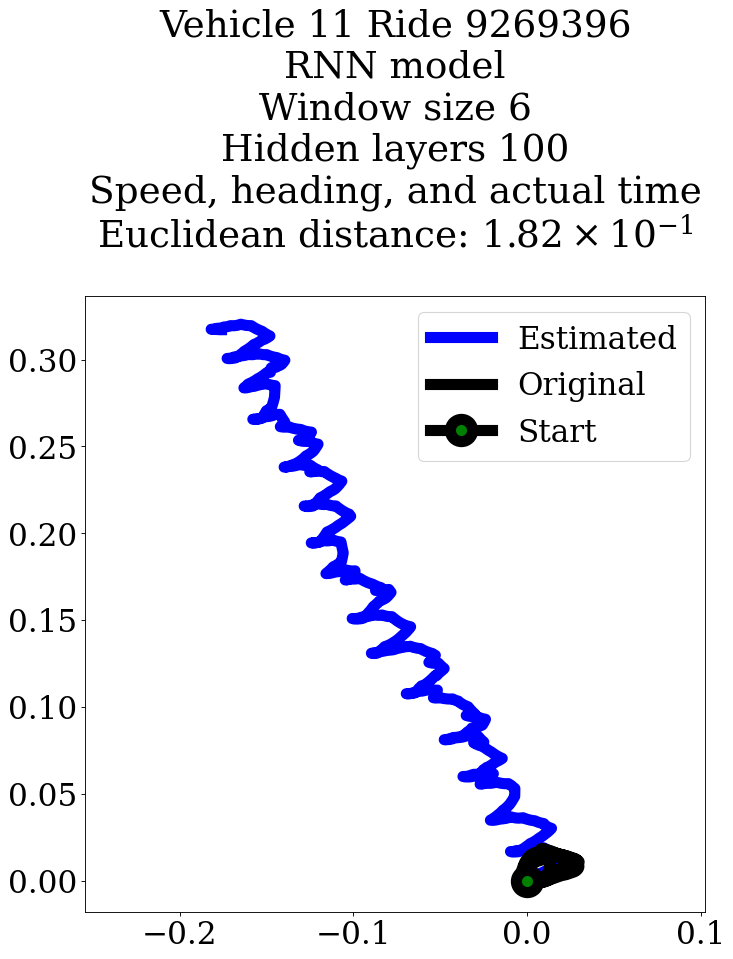 Vehicle 11 Ride 9269396
RNN model
Window size 6
Hidden layers 100
Speed, heading, and actual time
Euclidean distance: 1.82 × 10⁻¹
Estimated
Original
Start
0.30
0.25
0.20
0.15
0.10
0.05
0.00
−0.2
−0.1
0.0
0.1